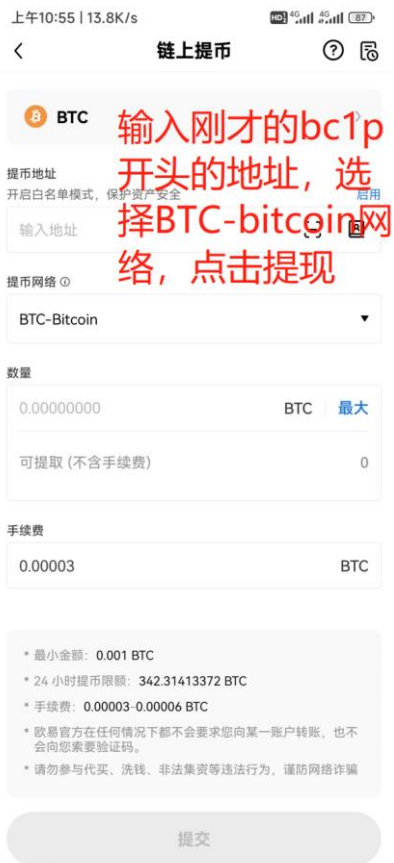 上午10:55 | 13.8K/s HD 4G 4G 87
链上提币
BTC
输入刚才的bc1p
开头的地址，选
择BTC-bitcoin网
络，点击提现
提币地址
开启白名单模式，保护资产安全 启用
输入地址
提币网络
BTC-Bitcoin
数量
0.00000000 BTC 最大
可提取 (不含手续费) 0
手续费
0.00003 BTC
* 最小金额: 0.001 BTC
* 24 小时提币限额: 342.31413372 BTC
* 手续费: 0.00003-0.00006 BTC
* 欧易官方在任何情况下都不会要求您向某一账户转账，也不
会向您索要验证码。
* 请勿参与代买、洗钱、非法集资等违法行为，谨防网络诈骗
提交